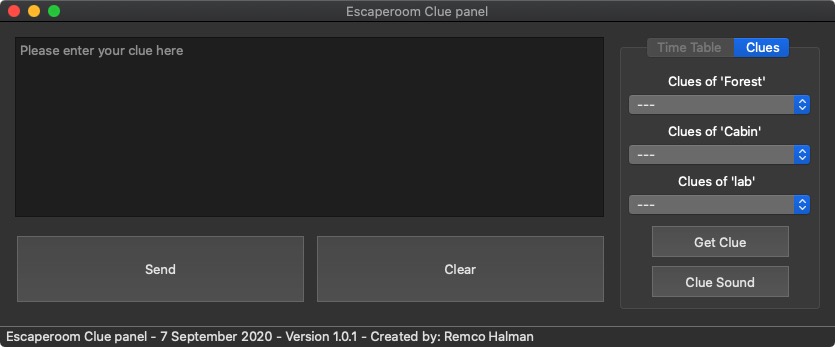 Escaperoom Clue panel
Please enter your clue here
Time Table Clues
Clues of 'Forest'
---
Clues of 'Cabin'
---
Clues of 'lab'
---
Get Clue
Clue Sound
Send Clear
Escaperoom Clue panel - 7 September 2020 - Version 1.0.1 - Created by: Remco Halman